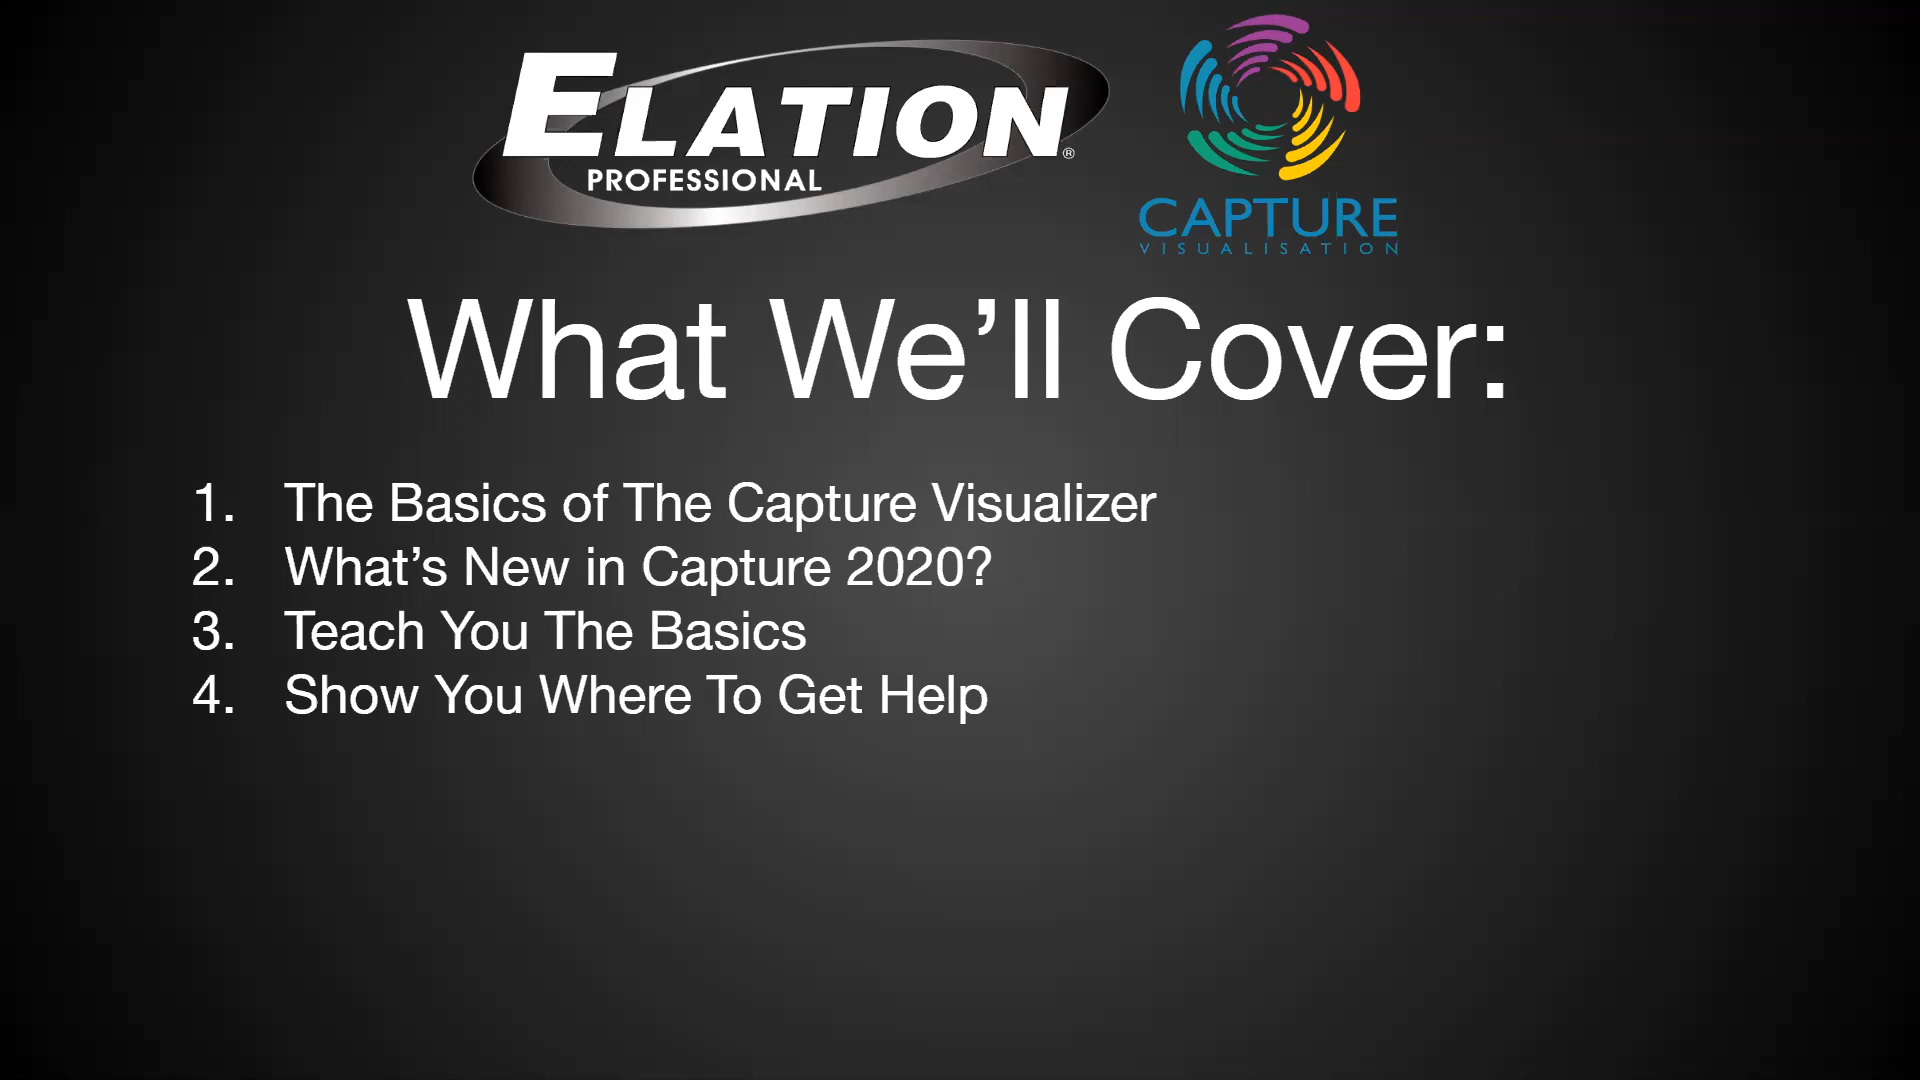 ELATION®
PROFESSIONAL
CAPTURE
VISUALISATION
What We’ll Cover:
1. The Basics of The Capture Visualizer
2. What’s New in Capture 2020?
3. Teach You The Basics
4. Show You Where To Get Help